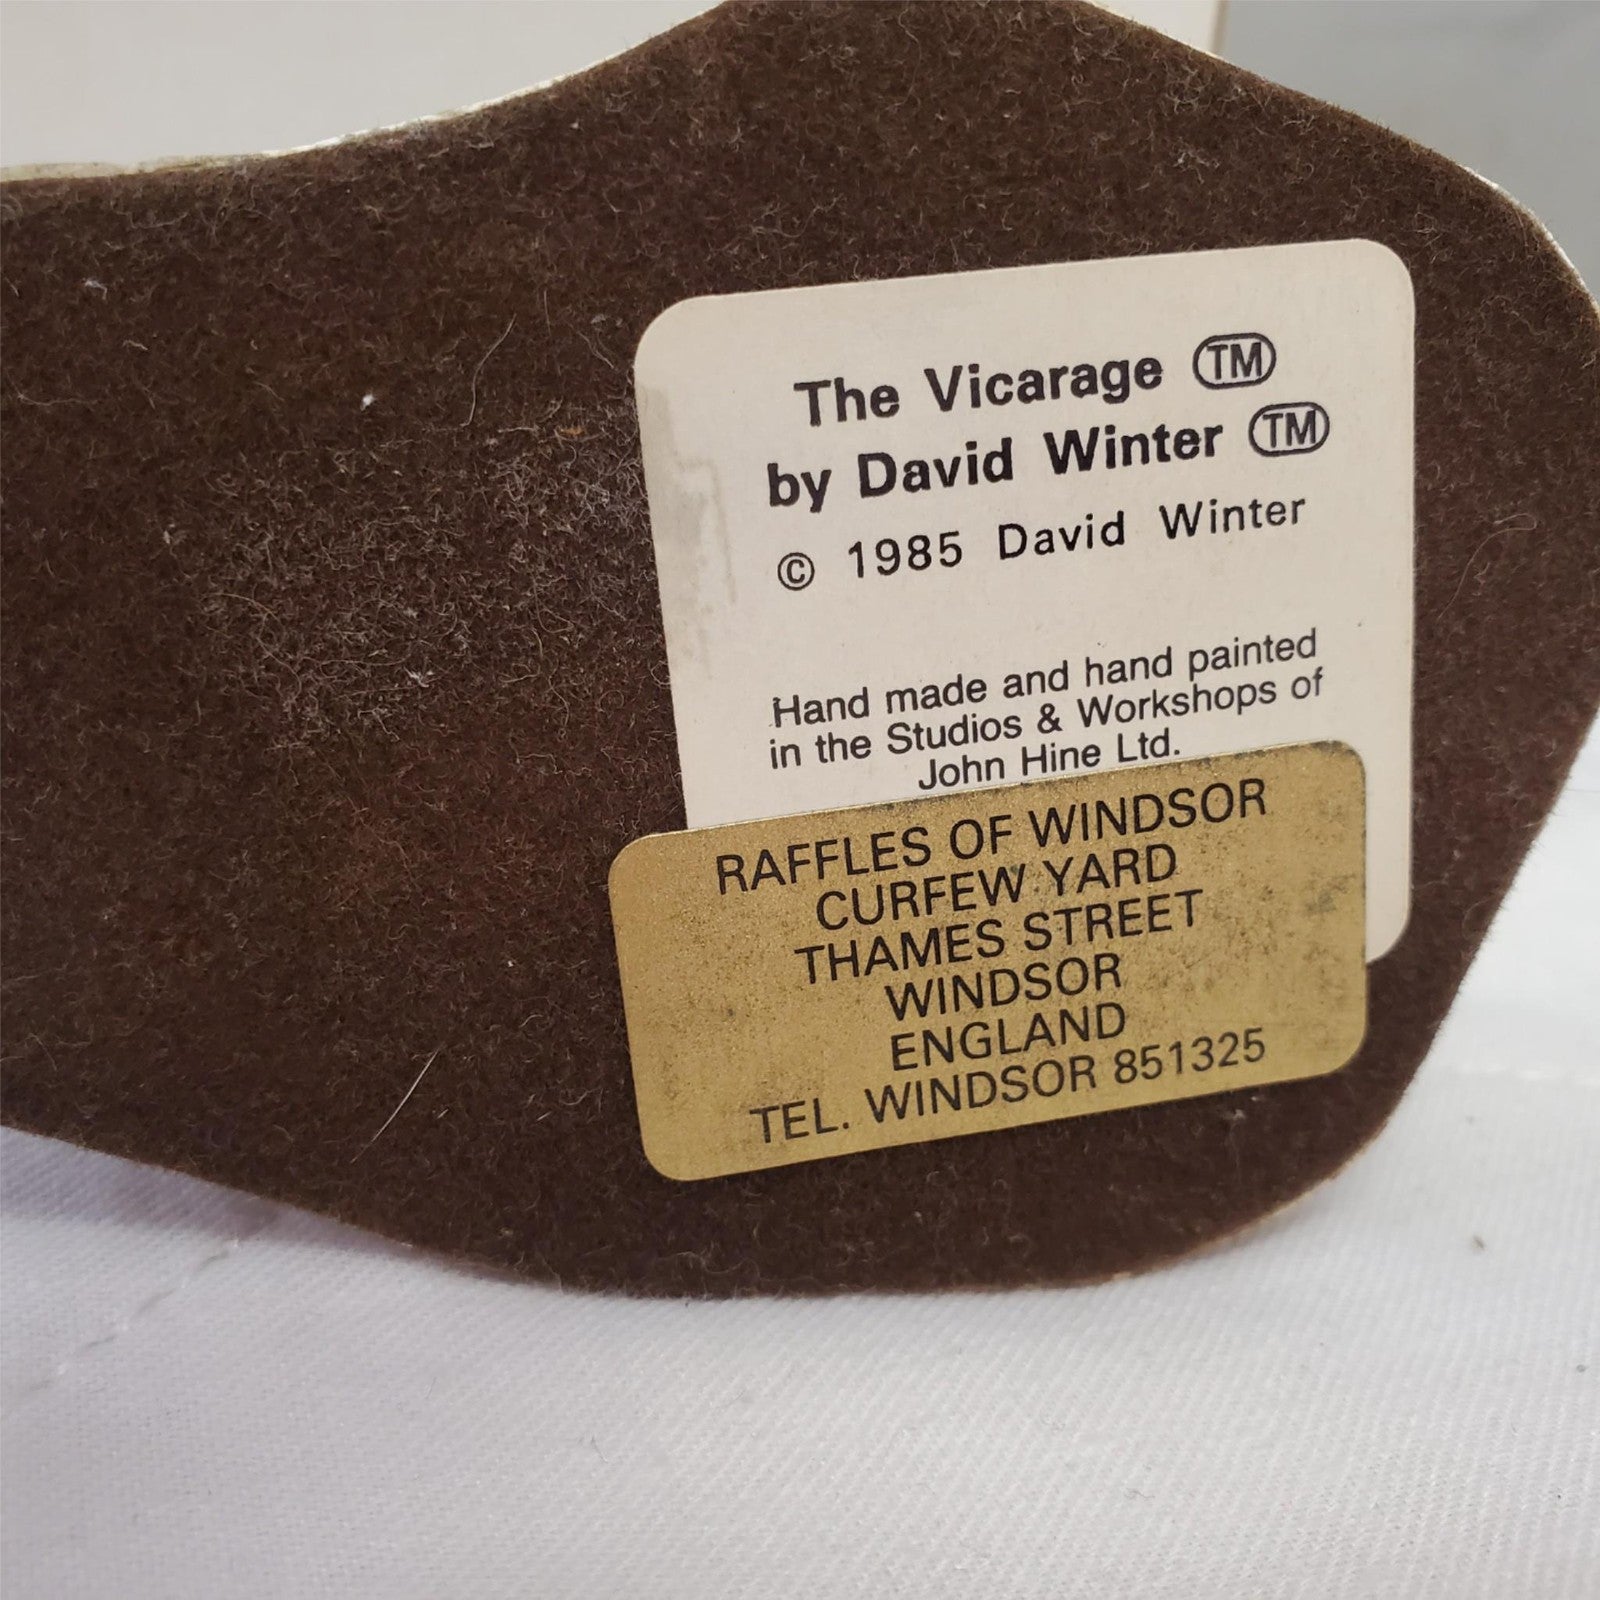 The Vicarage TM
by David Winter TM
© 1985 David Winter
Hand made and hand painted
in the Studios & Workshops of
John Hine Ltd.
RAFFLES OF WINDSOR
CURFEW YARD
THAMES STREET
WINDSOR
ENGLAND
TEL. WINDSOR 851325